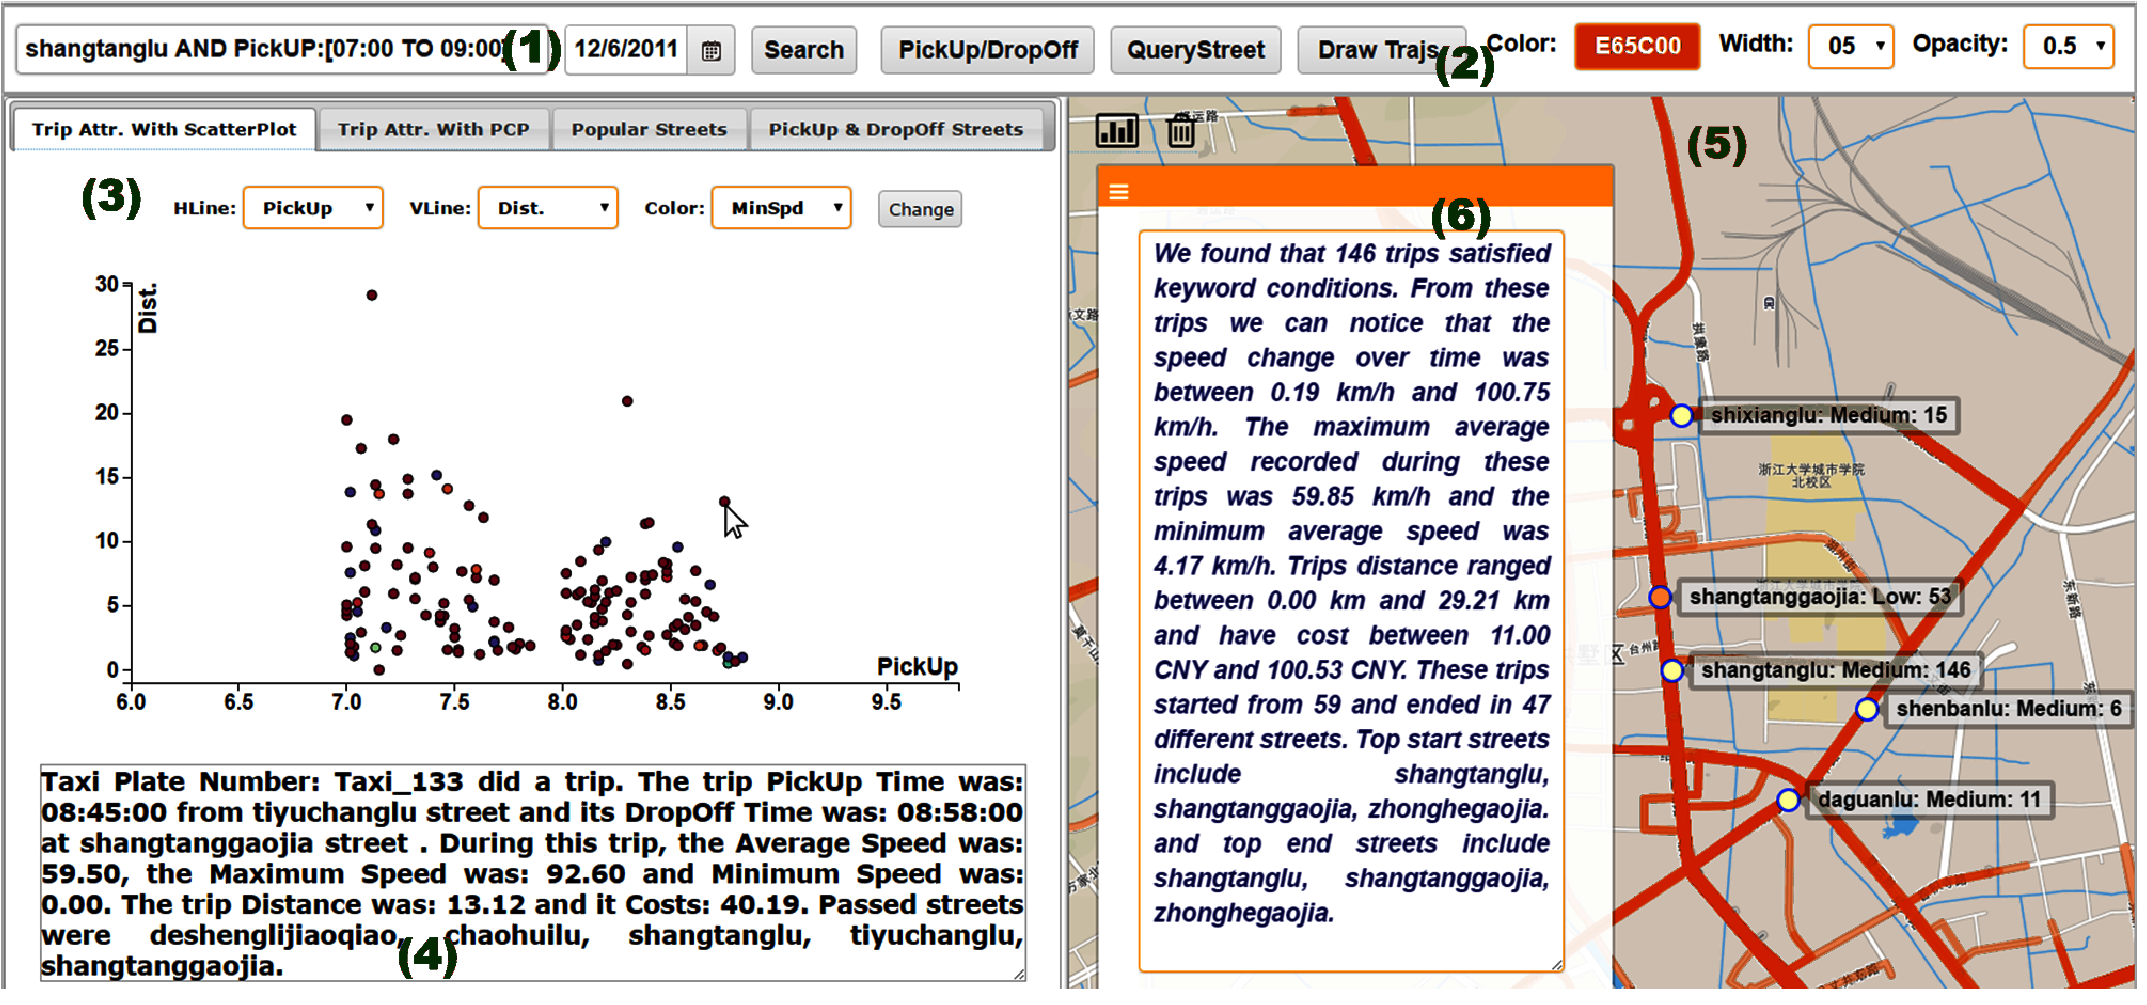 shangtanglu AND PickUP:[07:00 TO 09:00]
(1)
12/6/2011
Search
PickUp/DropOff
QueryStreet
Draw Trajs
(2)
Color:
E65C00
Width:
05
Opacity:
0.5
Trip Attr. With ScatterPlot
Trip Attr. With PCP
Popular Streets
PickUp & DropOff Streets
(3)
HLine:
PickUp
VLine:
Dist.
Color:
MinSpd
Change
Dist.
30
25
20
15
10
5
0
PickUp
6.0
6.5
7.0
7.5
8.0
8.5
9.0
9.5
Taxi Plate Number: Taxi_133 did a trip. The trip PickUp Time was:
08:45:00 from tiyuchanglu street and its DropOff Time was: 08:58:00
at shangtanggaojia street . During this trip, the Average Speed was:
59.50, the Maximum Speed was: 92.60 and Minimum Speed was:
0.00. The trip Distance was: 13.12 and it Costs: 40.19. Passed streets
were deshenglijiaoqiao, chaohuilu, shangtanglu, tiyuchanglu,
shangtanggaojia.
(4)
(5)
(6)
We found that 146 trips satisfied
keyword conditions. From these
trips we can notice that the
speed change over time was
between 0.19 km/h and 100.75
km/h. The maximum average
speed recorded during these
trips was 59.85 km/h and the
minimum average speed was
4.17 km/h. Trips distance ranged
between 0.00 km and 29.21 km
and have cost between 11.00
CNY and 100.53 CNY. These trips
started from 59 and ended in 47
different streets. Top start streets
include shangtanglu,
shangtanggaojia, zhonghegaojia.
and top end streets include
shangtanglu, shangtanggaojia,
zhonghegaojia.
shixianglu: Medium: 15
浙江大学城市学院
北校区
shangtanggaojia: Low: 53
shangtanglu: Medium: 146
shenbanlu: Medium: 6
daguanlu: Medium: 11
湖州街
台州路
东新路